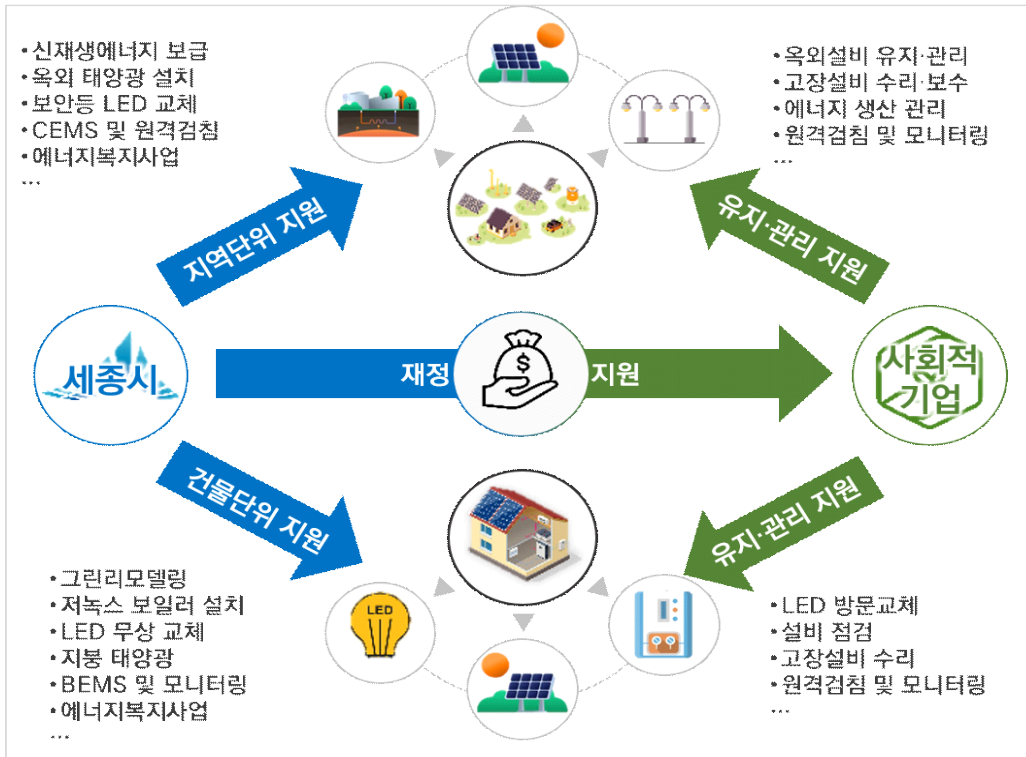 • 신재생에너지 보급
• 옥외 태양광 설치
• 보안등 LED 교체
• CEMS 및 원격검침
• 에너지복지사업
…
• 옥외설비 유지·관리
• 고장설비 수리·보수
• 에너지 생산 관리
• 원격검침 및 모니터링
…
지역단위 지원
유지·관리 지원
세종시
재정
$
지원
사회적
기업
건물단위 지원
유지·관리 지원
LED
• 그린리모델링
• 저녹스 보일러 설치
• LED 무상 교체
• 지붕 태양광
• BEMS 및 모니터링
• 에너지복지사업
…
• LED 방문교체
• 설비 점검
• 고장설비 수리
• 원격검침 및 모니터링
…